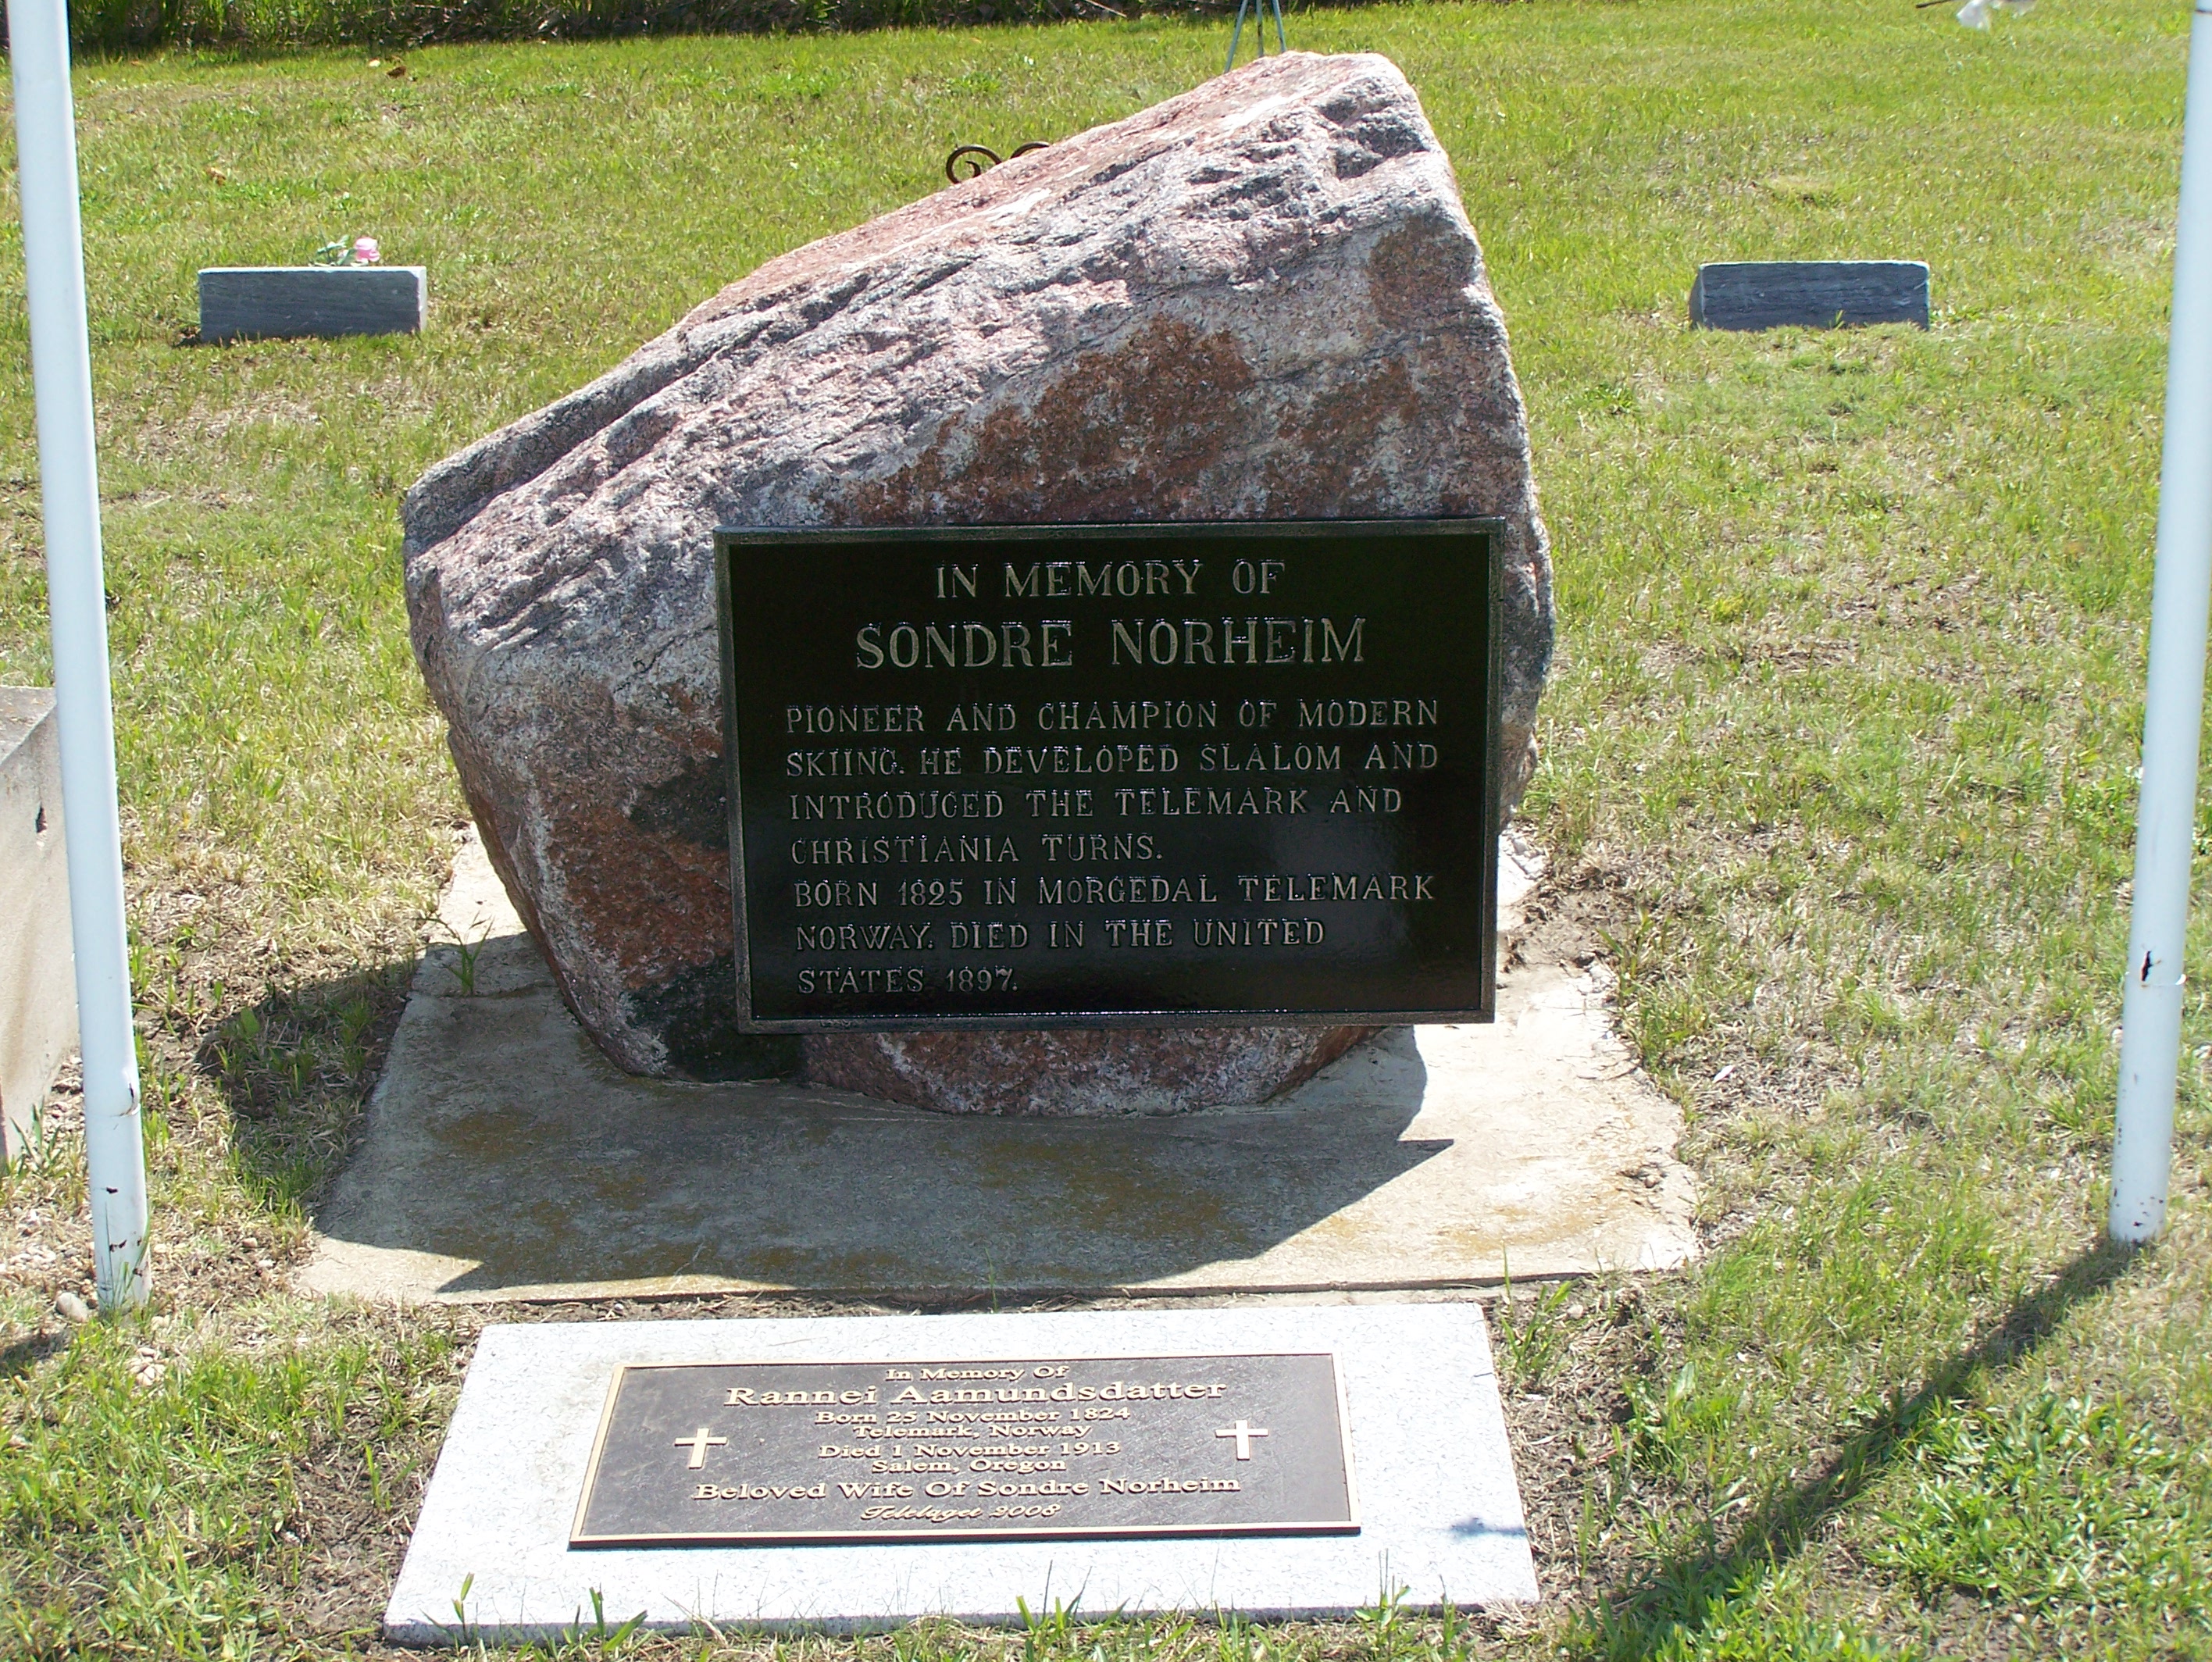 IN MEMORY OF
SONDRE NORHEIM
PIONEER AND CHAMPION OF MODERN
SKIING. HE DEVELOPED SLALOM AND
INTRODUCED THE TELEMARK AND
CHRISTIANIA TURNS.
BORN 1825 IN MORGEDAL TELEMARK
NORWAY. DIED IN THE UNITED
STATES 1897.
In Memory Of
Rannei Aamundsdatter
Born 25 November 1824
Telemark, Norway
Died 1 November 1913
Salem, Oregon
Beloved Wife Of Sondre Norheim
Telelaget 2008